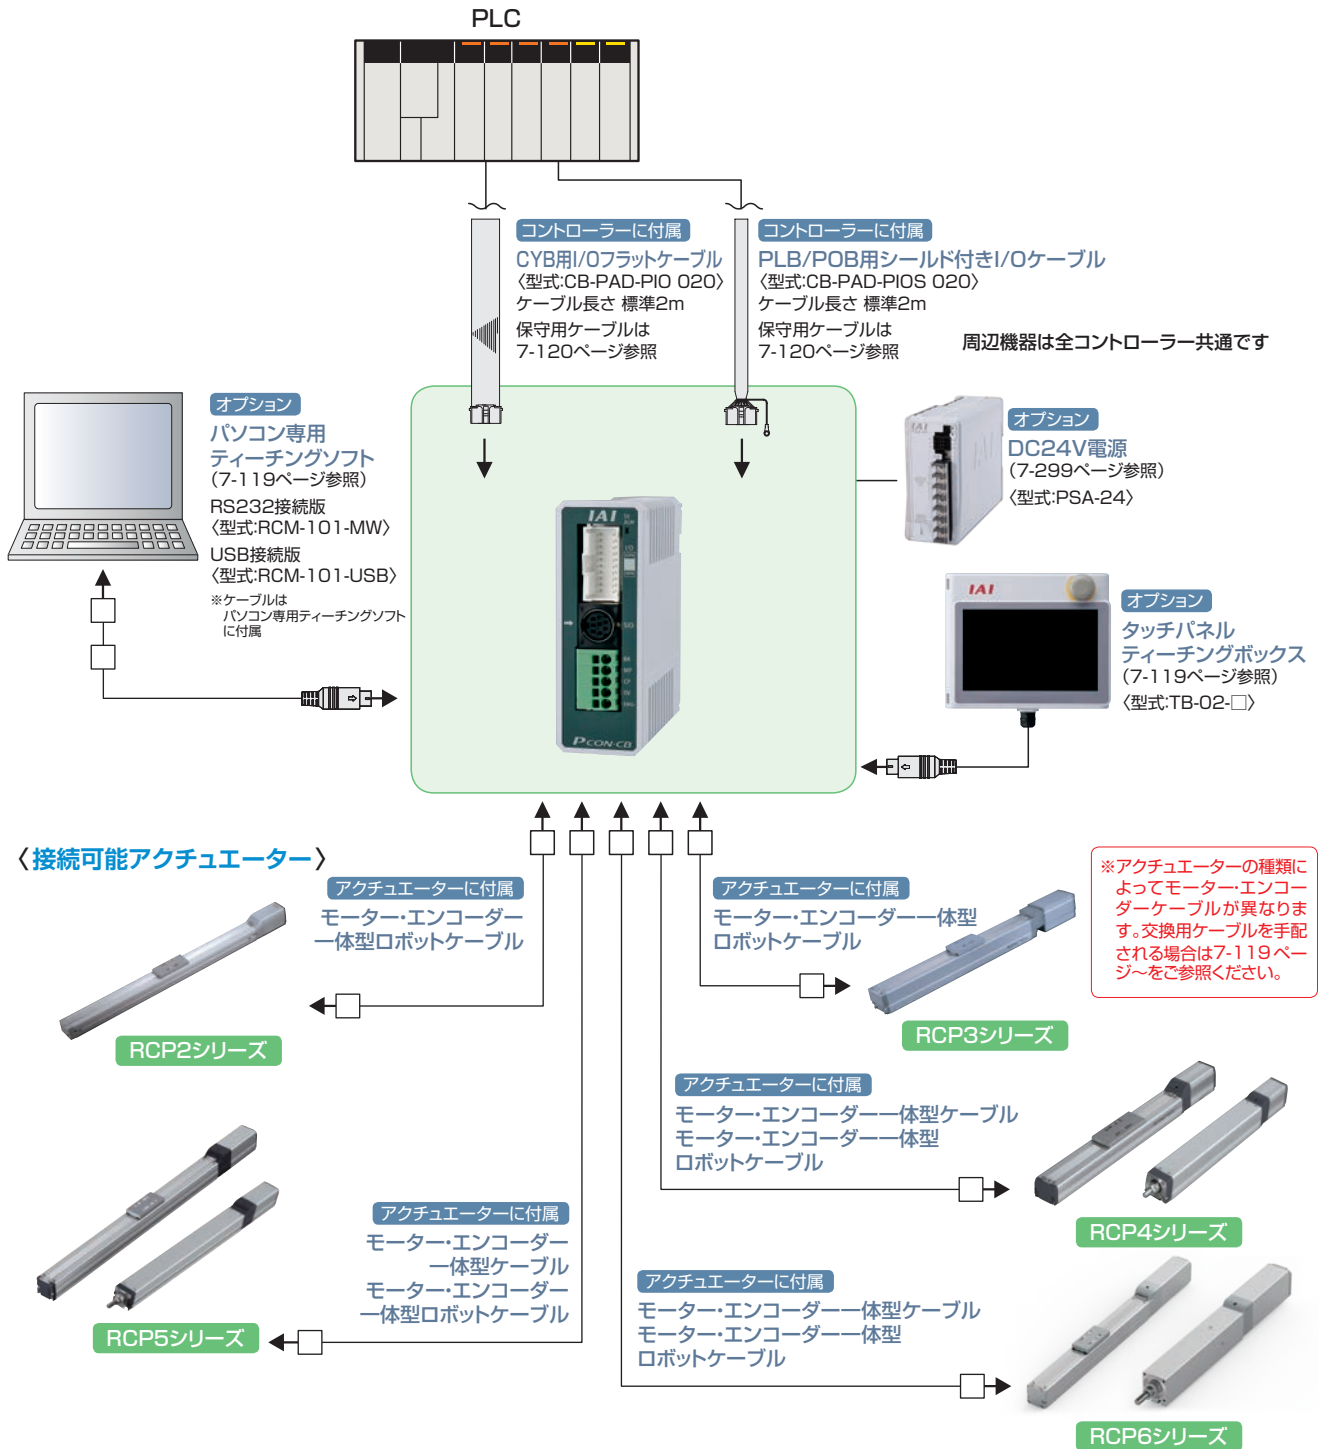 PLC
コントローラーに付属
CYB用I/Oフラットケーブル
〈型式:CB-PAD-PIO 020〉
ケーブル長さ 標準2m
保守用ケーブルは
7-120ページ参照
コントローラーに付属
PLB/POB用シールド付きI/Oケーブル
〈型式:CB-PAD-PIOS 020〉
ケーブル長さ 標準2m
保守用ケーブルは
7-120ページ参照
周辺機器は全コントローラー共通です
オプション
パソコン専用
ティーチングソフト
(7-119ページ参照)
RS232接続版
〈型式:RCM-101-MW〉
USB接続版
〈型式:RCM-101-USB〉
※ケーブルは
パソコン専用ティーチングソフト
に付属
IAI
オプション
DC24V電源
(7-299ページ参照)
〈型式:PSA-24〉
IAI
I/O
SIO
PCON-CB
IAI
オプション
タッチパネル
ティーチングボックス
(7-119ページ参照)
〈型式:TB-02-□〉
〈接続可能アクチュエーター〉
アクチュエーターに付属
モーター・エンコーダー
一体型ロボットケーブル
RCP2シリーズ
アクチュエーターに付属
モーター・エンコーダー一体型
ロボットケーブル
RCP3シリーズ
※アクチュエーターの種類に
よってモーター・エンコー
ダーケーブルが異なりま
す。交換用ケーブルを手配
される場合は7-119ペー
ジ〜をご参照ください。
アクチュエーターに付属
モーター・エンコーダー一体型ケーブル
モーター・エンコーダー一体型
ロボットケーブル
RCP4シリーズ
アクチュエーターに付属
モーター・エンコーダー
一体型ケーブル
モーター・エンコーダー
一体型ロボットケーブル
RCP5シリーズ
アクチュエーターに付属
モーター・エンコーダー一体型ケーブル
モーター・エンコーダー一体型
ロボットケーブル
RCP6シリーズ